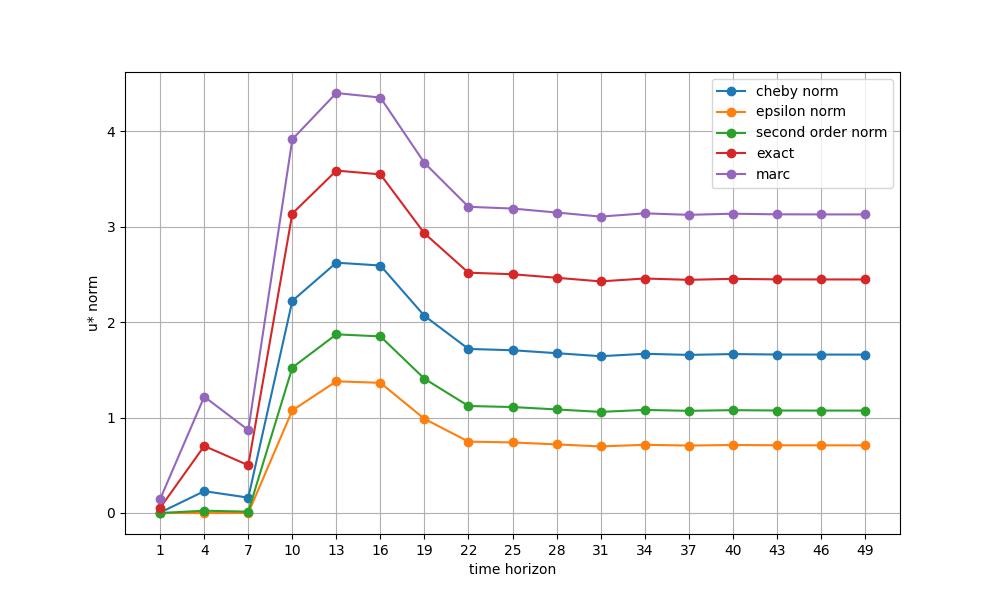 cheby norm
epsilon norm
second order norm
exact
marc
4
3
2
1
0
u* norm
1 4 7 10 13 16 19 22 25 28 31 34 37 40 43 46 49
time horizon